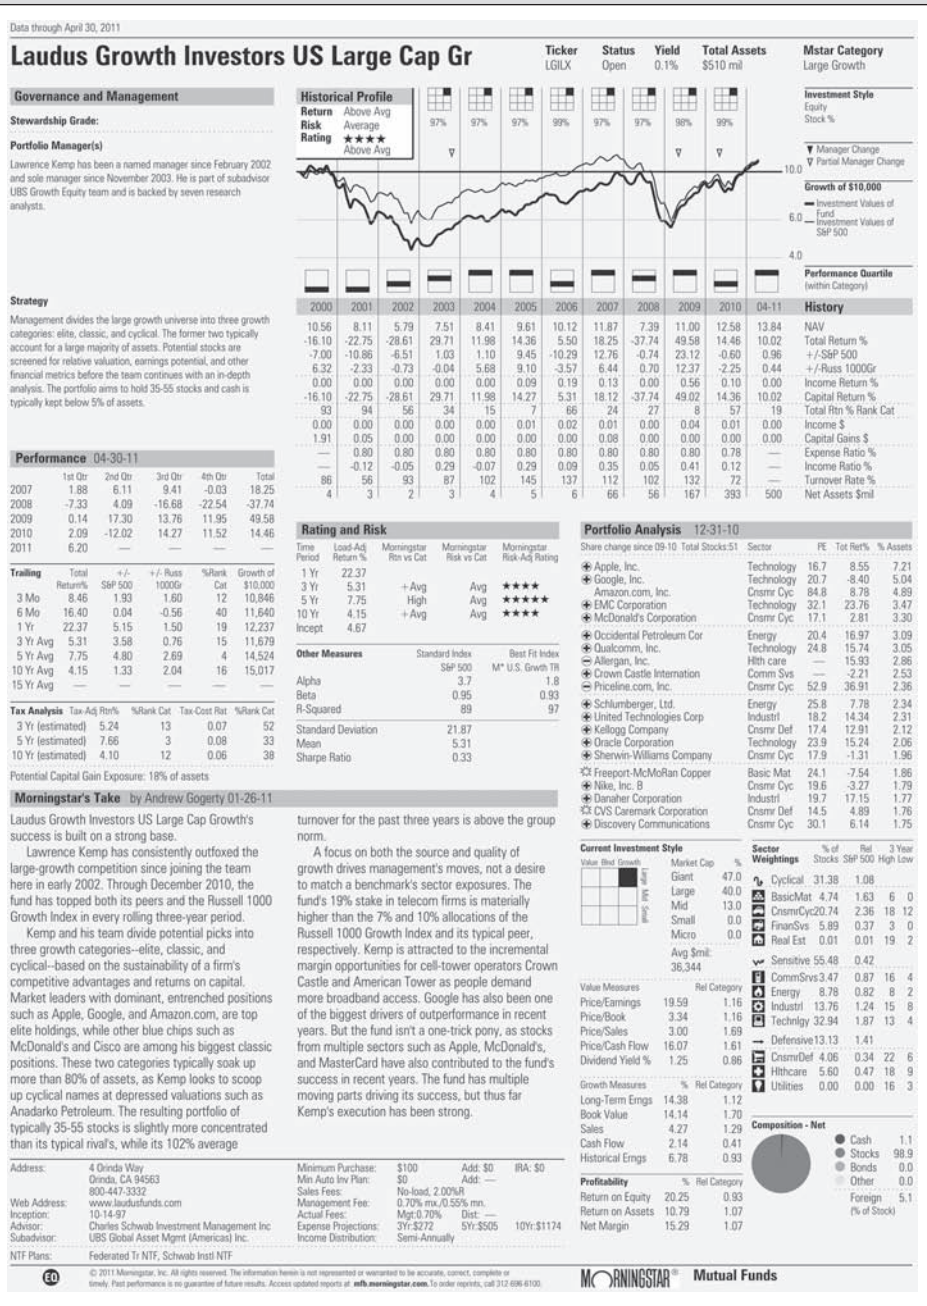 Data through April 30, 2011
Laudus Growth Investors US Large Cap Gr
Ticker Status Yield Total Assets Mstar Category
LGILX Open 0.1% $510 mil Large Growth
Governance and Management
Stewardship Grade:
Portfolio Manager(s)
Lawrence Kemp has been a named manager since February 2002
and sole manager since November 2003. He is part of subadvisor
UBS Growth Equity team and is backed by seven research
analysts.
Strategy
Management divides the large growth universe into three growth
categories: elite, classic, and cyclical. The former two typically
account for a large majority of assets. Potential stocks are
screened for relative valuation, earnings potential, and other
financial metrics before the team continues with an in-depth
analysis. The portfolio aims to hold 35-55 stocks and cash is
typically kept below 5% of assets.
Historical Profile
Return Above Avg
Risk Average
Rating ★★★★
Above Avg
97% 97% 97% 99% 97% 97% 98% 99%
Investment Style
Equity
Stock %
▼ Manager Change
▽ Partial Manager Change
10.0
6.0
4.0
Growth of $10,000
Investment Values of
Fund
Investment Values of
S&P 500
Performance Quartile
(within Category)
2000 2001 2002 2003 2004 2005 2006 2007 2008 2009 2010 04-11 History
10.56 8.11 5.79 7.51 8.41 9.61 10.12 11.87 7.39 11.00 12.58 13.84 NAV
-16.10 -22.75 -28.61 29.71 11.98 14.36 5.50 18.25 -37.74 49.58 14.46 10.02 Total Return %
-7.00 -10.86 -6.51 1.03 1.10 9.45 -10.29 12.76 -0.74 23.12 -0.60 0.96 +/-S&P 500
6.32 -2.33 -0.73 -0.04 5.68 9.10 -3.57 6.44 0.70 12.37 -2.25 0.44 +/-Russ 1000Gr
0.00 0.00 0.00 0.00 0.00 0.09 0.19 0.13 0.00 0.56 0.10 0.00 Income Return %
-16.10 -22.75 -28.61 29.71 11.98 14.27 5.31 18.12 -37.74 49.02 14.36 10.02 Capital Return %
93 94 56 34 15 7 66 24 27 8 57 19 Total Rtn % Rank Cat
0.00 0.00 0.00 0.00 0.00 0.01 0.02 0.01 0.00 0.04 0.01 0.00 Income $
1.91 0.05 0.00 0.00 0.00 0.00 0.00 0.08 0.00 0.00 0.00 0.00 Capital Gains $
— 0.80 0.80 0.80 0.80 0.80 0.80 0.80 0.80 0.80 0.78 — Expense Ratio %
— -0.12 -0.05 0.29 -0.07 0.29 0.09 0.35 0.05 0.41 0.12 — Income Ratio %
86 56 93 87 102 145 137 112 102 132 72 — Turnover Rate %
4 3 2 3 4 5 6 66 56 167 393 500 Net Assets $mil
Performance 04-30-11
1st Qtr 2nd Qtr 3rd Qtr 4th Qtr Total
2007 1.88 6.11 9.41 -0.03 18.25
2008 -7.33 4.09 -16.68 -22.54 -37.74
2009 0.14 17.30 13.76 11.95 49.58
2010 2.09 -12.02 14.27 11.52 14.46
2011 6.20 — — —
Trailing Total +/- +/- Russ %Rank Growth of
Return% S&P 500 1000Gr Cat $10,000
3 Mo 8.46 1.93 1.60 12 10,846
6 Mo 16.40 0.04 -0.56 40 11,640
1 Yr 22.37 5.15 1.50 19 12,237
3 Yr Avg 5.31 3.58 0.76 15 11,679
5 Yr Avg 7.75 4.80 2.69 4 14,524
10 Yr Avg 4.15 1.33 2.04 16 15,017
15 Yr Avg — — — — —
Tax Analysis Tax-Adj Rtn% %Rank Cat Tax-Cost Rat %Rank Cat
3 Yr (estimated) 5.24 13 0.07 52
5 Yr (estimated) 7.66 3 0.08 33
10 Yr (estimated) 4.10 12 0.06 38
Potential Capital Gain Exposure: 18% of assets
Rating and Risk
Time Load-Adj Morningstar Morningstar Morningstar
Period Return % Rtn vs Cat Risk vs Cat Risk-Adj Rating
1 Yr 22.37
3 Yr 5.31 +Avg Avg ★★★★
5 Yr 7.75 High Avg ★★★★★
10 Yr 4.15 +Avg Avg ★★★★
Incept 4.67
Other Measures Standard Index Best Fit Index
S&P 500 M* U.S. Grwth TR
Alpha 3.7 1.8
Beta 0.95 0.93
R-Squared 89 97
Standard Deviation 21.87
Mean 5.31
Sharpe Ratio 0.33
Portfolio Analysis 12-31-10
Share change since 09-10 Total Stocks:51 Sector PE Tot Ret% % Assets
⊕ Apple, Inc. Technology 16.7 8.55 7.21
⊕ Google, Inc. Technology 20.7 -8.40 5.04
Amazon.com, Inc. Cnsmr Cyc 84.8 8.78 4.89
⊕ EMC Corporation Technology 32.1 23.76 3.47
⊕ McDonald's Corporation Cnsmr Cyc 17.1 2.81 3.30
⊕ Occidental Petroleum Cor Energy 20.4 16.97 3.09
⊕ Qualcomm, Inc. Technology 24.8 15.74 3.05
⊖ Allergan, Inc. Hlth care — 15.93 2.86
⊕ Crown Castle Internation Comm Svs — -2.21 2.53
⊖ Priceline.com, Inc. Cnsmr Cyc 52.9 36.91 2.36
⊕ Schlumberger, Ltd. Energy 25.8 7.78 2.34
⊕ United Technologies Corp Industrl 18.2 14.34 2.31
⊕ Kellogg Company Cnsmr Def 17.4 12.91 2.12
⊕ Oracle Corporation Technology 23.9 15.24 2.06
⊕ Sherwin-Williams Company Cnsmr Cyc 17.9 -1.31 1.96
Freeport-McMoRan Copper Basic Mat 24.1 -7.54 1.86
⊕ Nike, Inc. B Cnsmr Cyc 19.6 -3.27 1.79
⊕ Danaher Corporation Industrl 19.7 17.15 1.77
CVS Caremark Corporation Cnsmr Def 14.5 4.89 1.76
⊕ Discovery Communications Cnsmr Cyc 30.1 6.14 1.75
Morningstar's Take by Andrew Gogerty 01-26-11
Laudus Growth Investors US Large Cap Growth's
success is built on a strong base.
Lawrence Kemp has consistently outfoxed the
large-growth competition since joining the team
here in early 2002. Through December 2010, the
fund has topped both its peers and the Russell 1000
Growth Index in every rolling three-year period.
Kemp and his team divide potential picks into
three growth categories--elite, classic, and
cyclical--based on the sustainability of a firm's
competitive advantages and returns on capital.
Market leaders with dominant, entrenched positions
such as Apple, Google, and Amazon.com, are top
elite holdings, while other blue chips such as
McDonald's and Cisco are among his biggest classic
positions. These two categories typically soak up
more than 80% of assets, as Kemp looks to scoop
up cyclical names at depressed valuations such as
Anadarko Petroleum. The resulting portfolio of
typically 35-55 stocks is slightly more concentrated
than its typical rival's, while its 102% average
turnover for the past three years is above the group
norm.
A focus on both the source and quality of
growth drives management's moves, not a desire
to match a benchmark's sector exposures. The
fund's 19% stake in telecom firms is materially
higher than the 7% and 10% allocations of the
Russell 1000 Growth Index and its typical peer,
respectively. Kemp is attracted to the incremental
margin opportunities for cell-tower operators Crown
Castle and American Tower as people demand
more broadband access. Google has also been one
of the biggest drivers of outperformance in recent
years. But the fund isn't a one-trick pony, as stocks
from multiple sectors such as Apple, McDonald's,
and MasterCard have also contributed to the fund's
success in recent years. The fund has multiple
moving parts driving its success, but thus far
Kemp's execution has been strong.
Current Investment Style
Value Blnd Growth Market Cap %
Large Mid Small
Giant 47.0
Large 40.0
Mid 13.0
Small 0.0
Micro 0.0
Avg $mil:
36,344
Value Measures Rel Category
Price/Earnings 19.59 1.16
Price/Book 3.34 1.16
Price/Sales 3.00 1.69
Price/Cash Flow 16.07 1.61
Dividend Yield % 1.25 0.86
Growth Measures % Rel Category
Long-Term Erngs 14.38 1.12
Book Value 14.14 1.70
Sales 4.27 1.29
Cash Flow 2.14 0.41
Historical Erngs 6.78 0.93
Profitability % Rel Category
Return on Equity 20.25 0.93
Return on Assets 10.79 1.07
Net Margin 15.29 1.07
Sector % of Rel 3 Year
Weightings Stocks S&P 500 High Low
Cyclical 31.38 1.08
BasicMat 4.74 1.63 6 0
CnsmrCyc 20.74 2.36 18 12
FinanSvs 5.89 0.37 3 0
Real Est 0.01 0.01 19 2
Sensitive 55.48 0.42
CommSrvs 3.47 0.87 16 4
Energy 8.78 0.82 8 2
Industrl 13.76 1.24 15 8
Technlgy 32.94 1.87 13 4
Defensive 13.13 1.41
CnsmrDef 4.06 0.34 22 6
Hlthcare 5.60 0.47 18 9
Utilities 0.00 0.00 16 3
Composition - Net
Cash 1.1
Stocks 98.9
Bonds 0.0
Other 0.0
Foreign 5.1
(% of Stock)
Address: 4 Orinda Way
Orinda, CA 94563
800-447-3332
Web Address: www.laudusfunds.com
Inception: 10-14-97
Advisor: Charles Schwab Investment Management Inc
Subadvisor: UBS Global Asset Mgmt (Americas) Inc.
NTF Plans: Federated Tr NTF, Schwab Instl NTF
Minimum Purchase: $100 Add: $0 IRA: $0
Min Auto Inv Plan: $0 Add: —
Sales Fees: No-load, 2.00%R
Management Fee: 0.70% mx./0.55% mn.
Actual Fees: Mgt:0.70% Dist: —
Expense Projections: 3Yr:$272 5Yr:$505 10Yr:$1174
Income Distribution: Semi-Annually
EQ
© 2011 Morningstar, Inc. All rights reserved. The information herein is not represented or warranted to be accurate, correct, complete or
timely. Past performance is no guarantee of future results. Access updated reports at mfb.morningstar.com. To order reprints, call 312 696-6100.
MORNINGSTAR® Mutual Funds